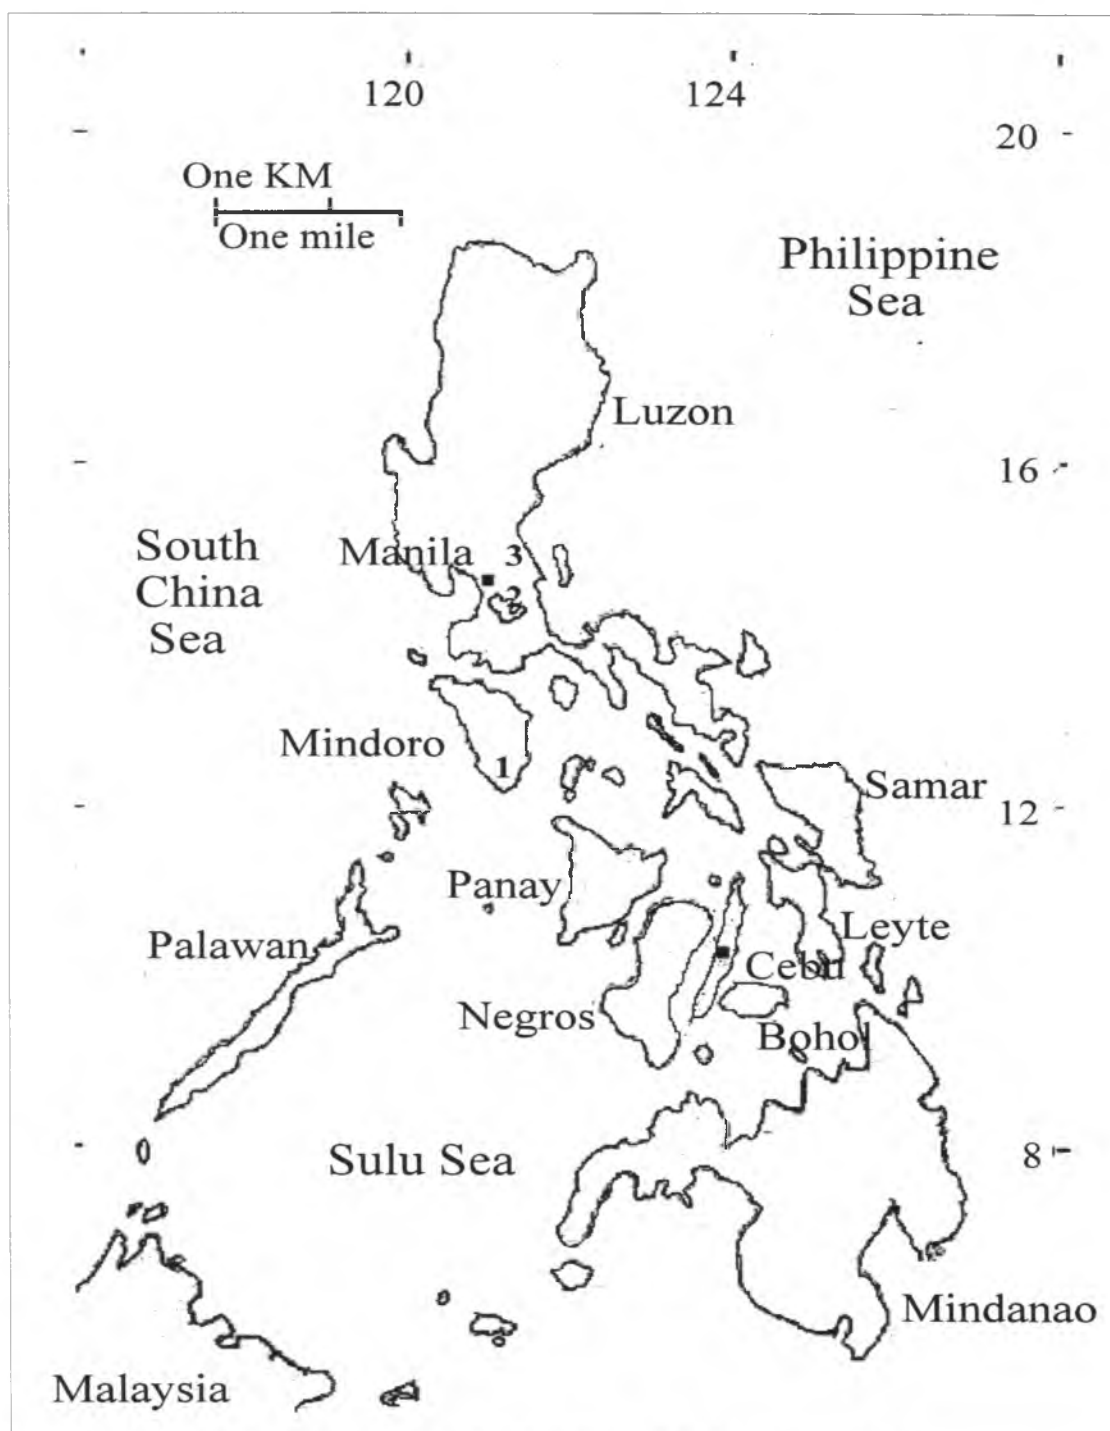 120
124
20
One KM
One mile
Philippine
Sea
Luzon
16
South
China
Sea
Manila
3
2
Mindoro
1
Samar
12
Panay
Palawan
Leyte
Cebu
Negros
Bohol
Sulu Sea
8
Mindanao
Malaysia